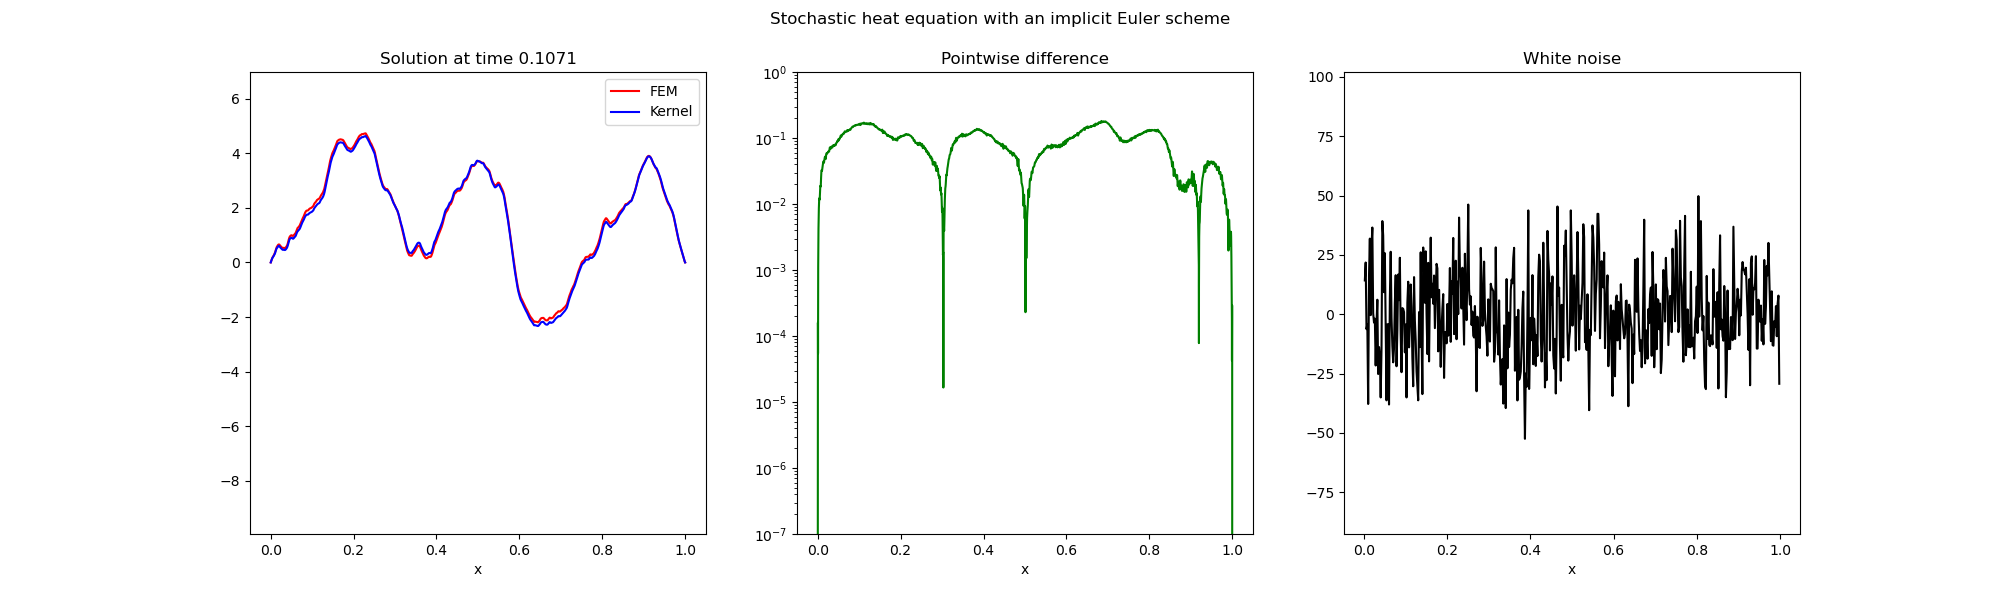 Stochastic heat equation with an implicit Euler scheme
Solution at time 0.1071
FEM
Kernel
6
4
2
0
−2
−4
−6
−8
0.0 0.2 0.4 0.6 0.8 1.0
x
Pointwise difference
10⁰
10⁻¹
10⁻²
10⁻³
10⁻⁴
10⁻⁵
10⁻⁶
10⁻⁷
0.0 0.2 0.4 0.6 0.8 1.0
x
White noise
100
75
50
25
0
−25
−50
−75
0.0 0.2 0.4 0.6 0.8 1.0
x